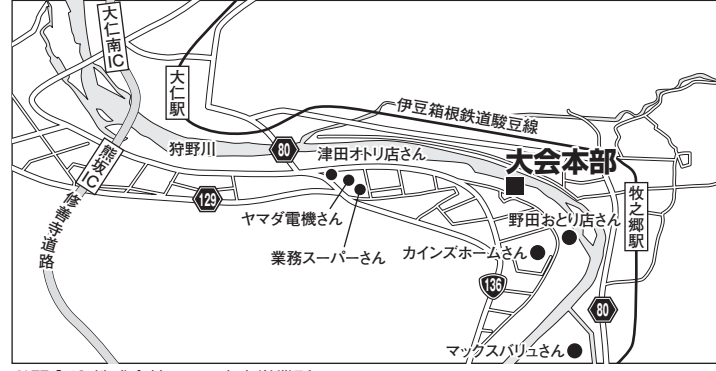 大仁南IC
大仁駅
伊豆箱根鉄道駿豆線
狩野川
80
津田オトリ店さん
大会本部
熊坂IC
129
ヤマダ電機さん
野田おとり店さん
牧之郷駅
修善寺道路
業務スーパーさん
カインズホームさん
136
80
マックスバリュさん